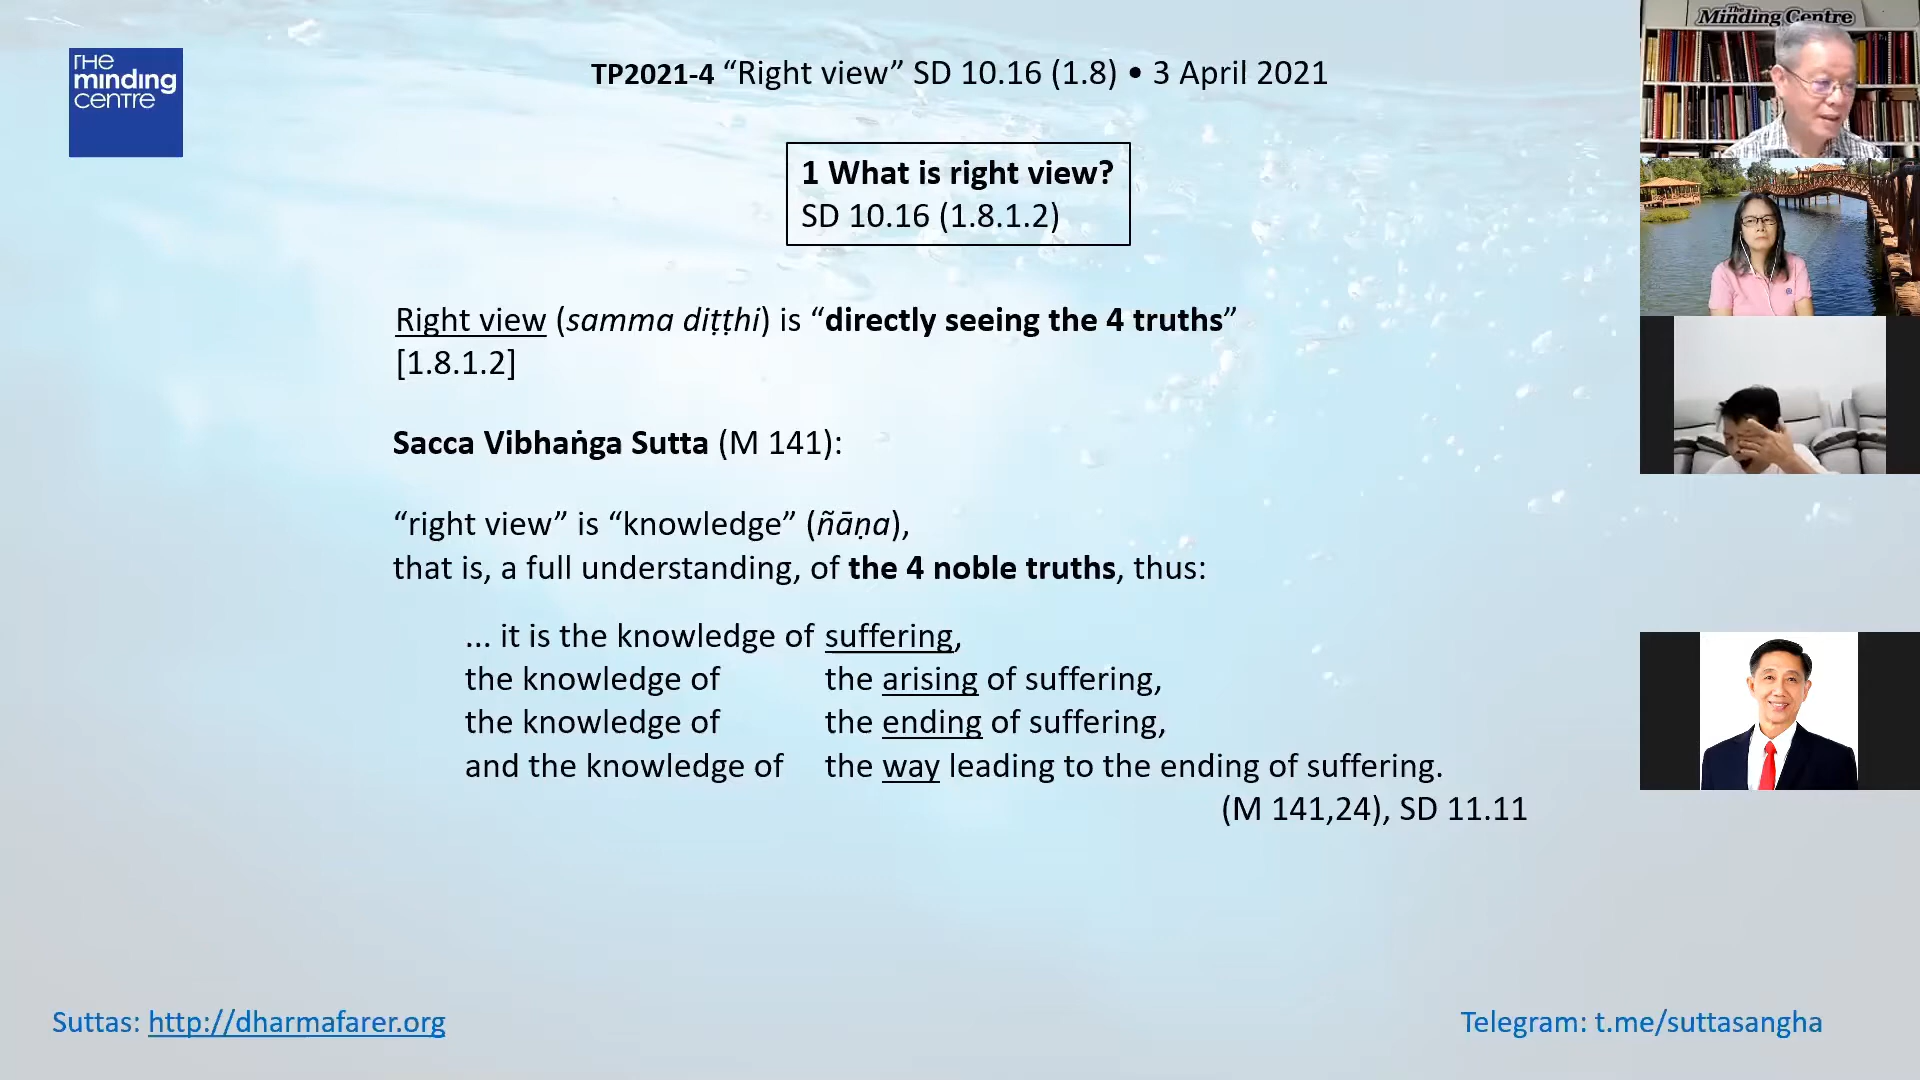 THE
minding
centre
TP2021-4 “Right view” SD 10.16 (1.8) • 3 April 2021
1 What is right view?
SD 10.16 (1.8.1.2)
Right view (samma diṭṭhi) is “directly seeing the 4 truths”
[1.8.1.2]
Sacca Vibhaṅga Sutta (M 141):
“right view” is “knowledge” (ñāṇa),
that is, a full understanding, of the 4 noble truths, thus:
... it is the knowledge of suffering,
the knowledge of the arising of suffering,
the knowledge of the ending of suffering,
and the knowledge of the way leading to the ending of suffering.
(M 141,24), SD 11.11
Suttas: http://dharmafarer.org
Telegram: t.me/suttasangha
The
Minding Centre